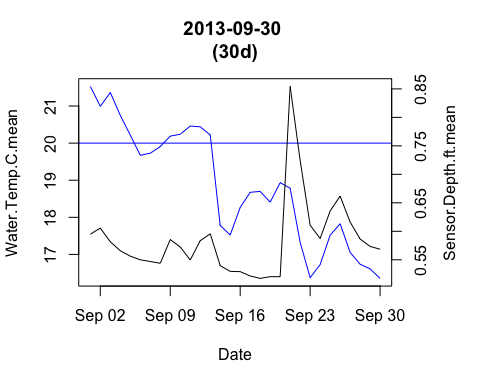 2013-09-30
(30d)
Water.Temp.C.mean
21
20
19
18
17
0.85
0.75
0.65
0.55
Sensor.Depth.ft.mean
Sep 02 Sep 09 Sep 16 Sep 23 Sep 30
Date